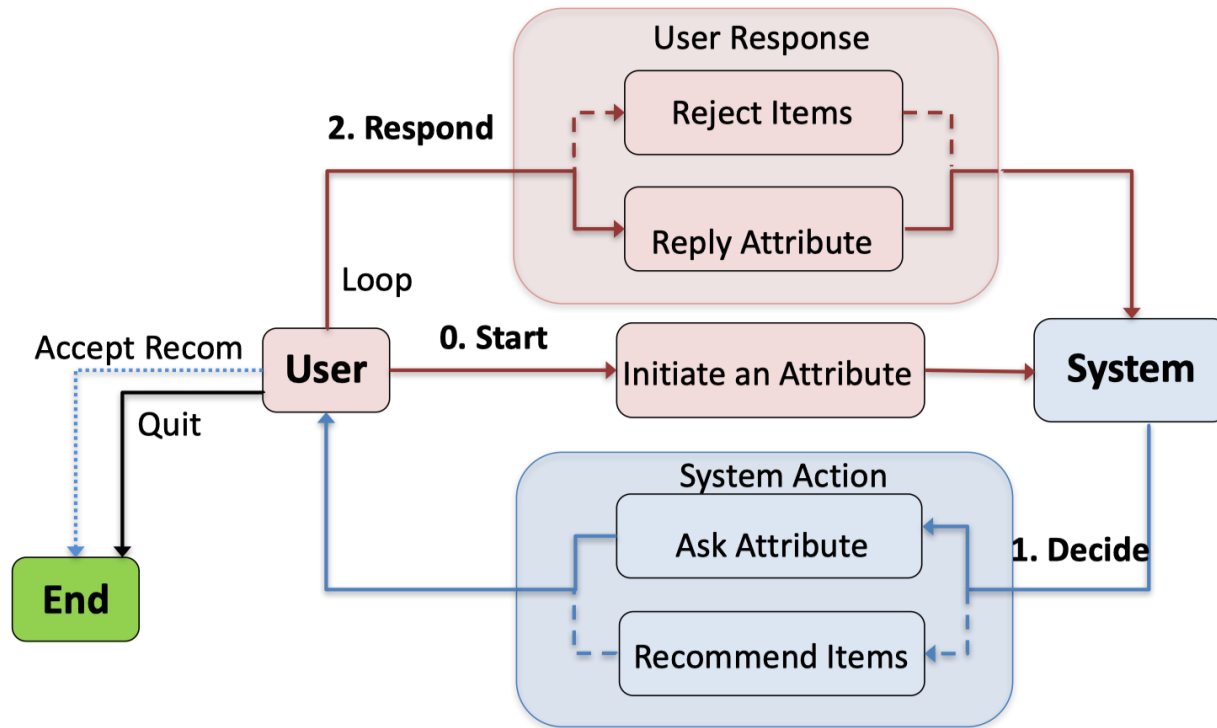 User Response
Reject Items
2. Respond
Reply Attribute
Loop
0. Start
Accept Recom
User
Initiate an Attribute
System
Quit
System Action
Ask Attribute
1. Decide
End
Recommend Items